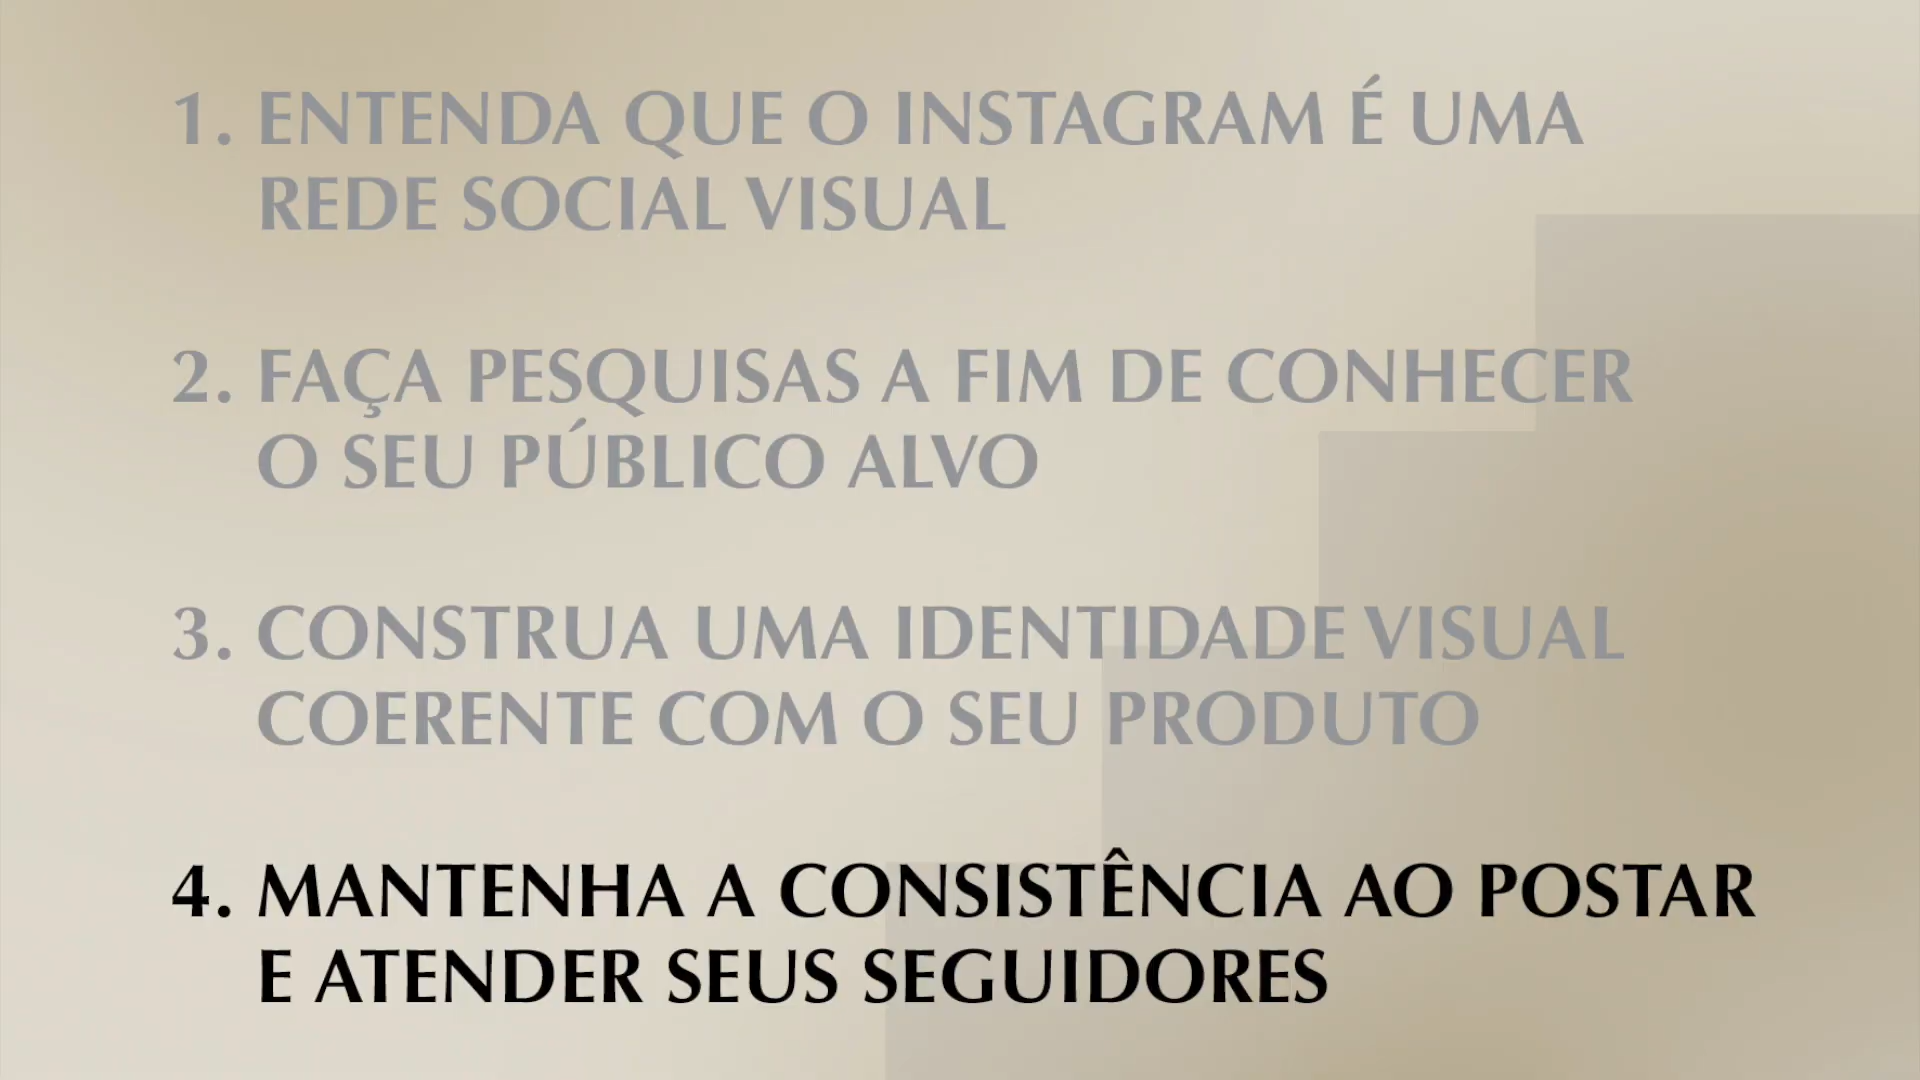 1. ENTENDA QUE O INSTAGRAM É UMA
REDE SOCIAL VISUAL
2. FAÇA PESQUISAS A FIM DE CONHECER
O SEU PÚBLICO ALVO
3. CONSTRUA UMA IDENTIDADE VISUAL
COERENTE COM O SEU PRODUTO
4. MANTENHA A CONSISTÊNCIA AO POSTAR
E ATENDER SEUS SEGUIDORES